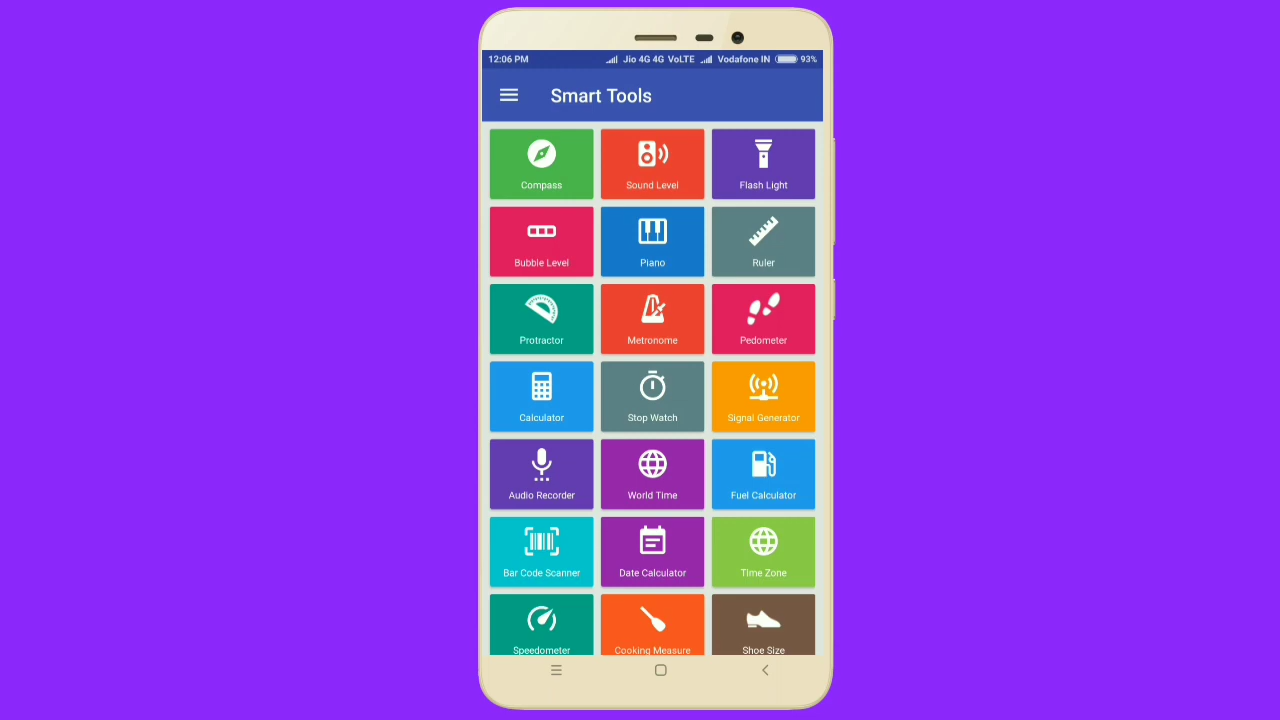 12:06 PM Jio 4G 4G VoLTE Vodafone IN 93%
Smart Tools
Compass Sound Level Flash Light
Bubble Level Piano Ruler
Protractor Metronome Pedometer
Calculator Stop Watch Signal Generator
Audio Recorder World Time Fuel Calculator
Bar Code Scanner Date Calculator Time Zone
Speedometer Cooking Measure Shoe Size